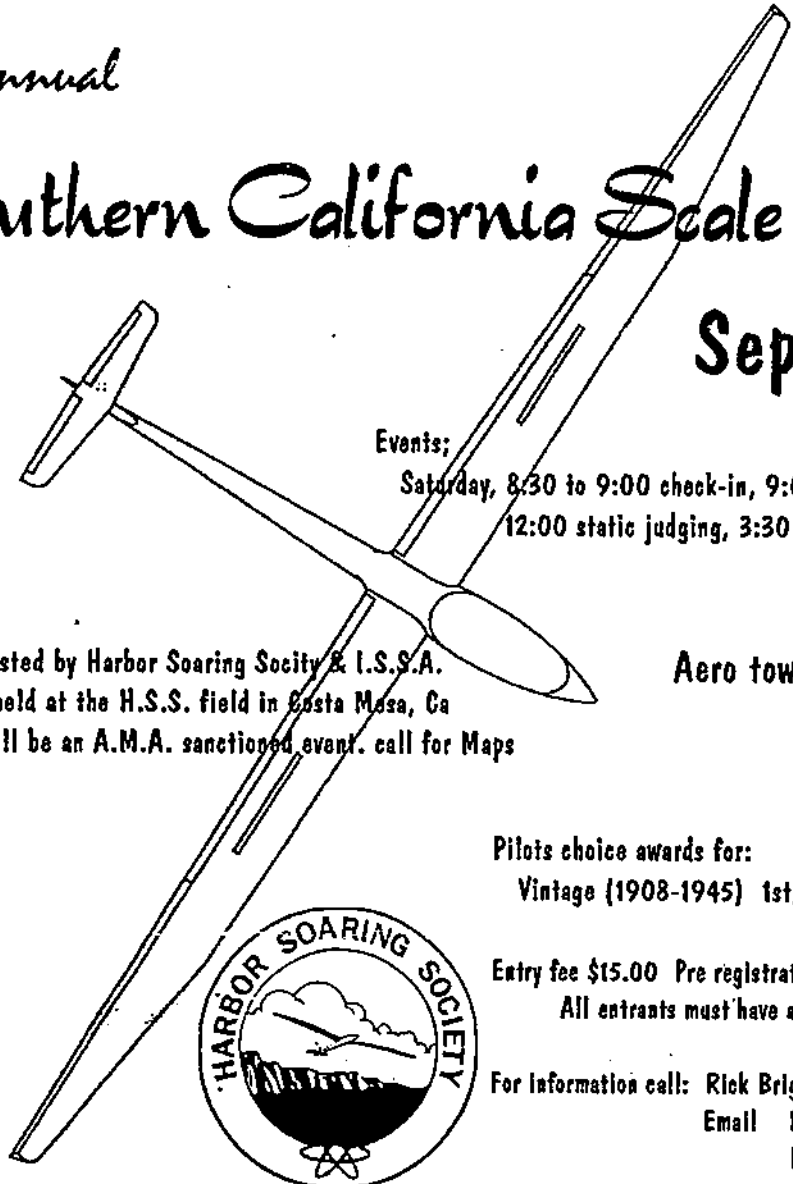 nnual
uthern California Scale
Sep
Events;
Saturday, 8:30 to 9:00 check-in, 9:
12:00 static judging, 3:30
sted by Harbor Soaring Socity & I.S.S.A.
held at the H.S.S. field in Costa Mesa, Ca
ll be an A.M.A. sanctioned event. call for Maps
Aero tow
Pilots choice awards for:
Vintage (1908-1945) 1st
Entry fee $15.00 Pre registrat
All entrants must have a
For Information call: Rick Brig
Email
HARBOR SOARING SOCIETY